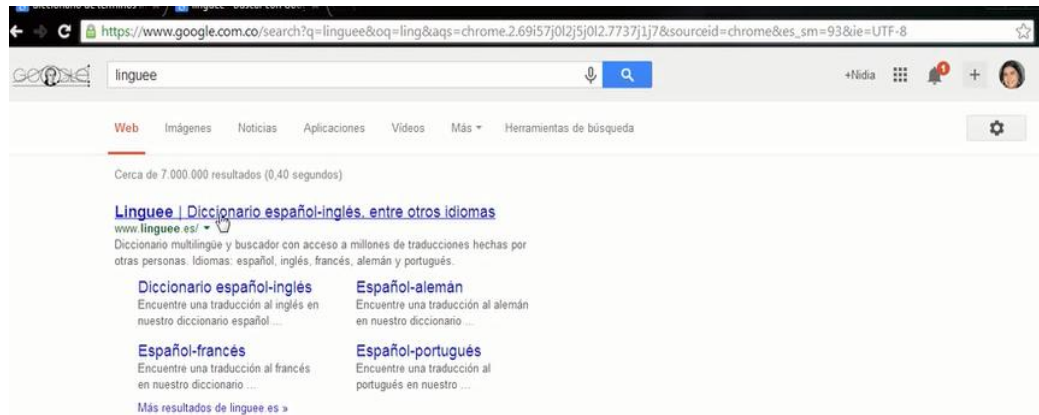 https://www.google.com.co/search?q=linguee&oq=ling&aqs=chrome.2.69i57j0l2j5j0l2.7737j1j7&sourceid=chrome&es_sm=93&ie=UTF-8
linguee
+Nidia
1
Web Imágenes Noticias Aplicaciones Vídeos Más Herramientas de búsqueda
Cerca de 7.000.000 resultados (0,40 segundos)
Linguee | Diccionario español-inglés, entre otros idiomas
www.linguee.es/
Diccionario multilingüe y buscador con acceso a millones de traducciones hechas por
otras personas. Idiomas: español, inglés, francés, alemán y portugués.
Diccionario español-inglés
Encuentre una traducción al inglés en
nuestro diccionario español ...
Español-alemán
Encuentre una traducción al alemán
en nuestro diccionario ...
Español-francés
Encuentre una traducción al francés
en nuestro diccionario ...
Español-portugués
Encuentre una traducción al
portugués en nuestro ...
Más resultados de linguee.es »